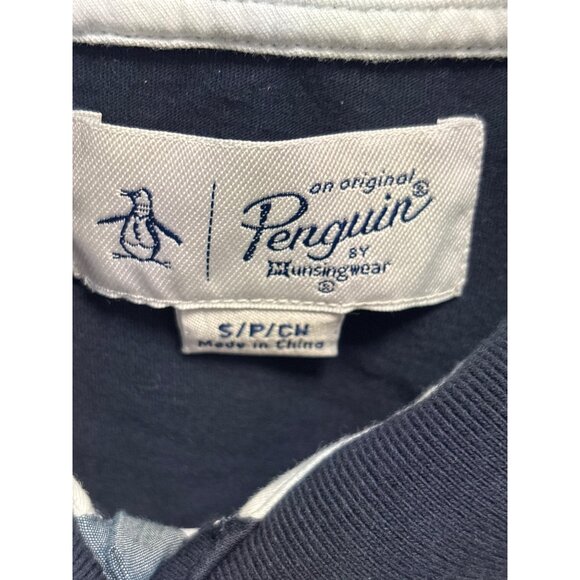 an original
Penguin®
BY
Munsingwear
®
S/P/CH
Made in China